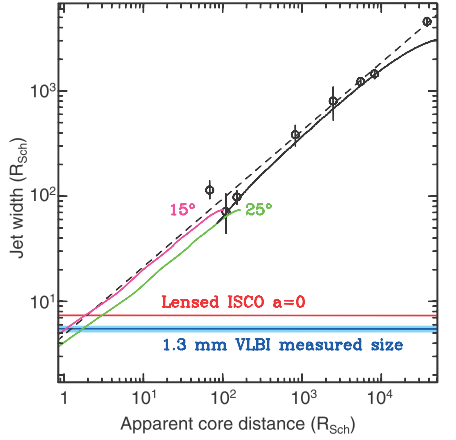 Jet width (R_Sch)
10³
10²
10¹
15°
25°
Lensed ISCO a=0
1.3 mm VLBI measured size
1 10¹ 10² 10³ 10⁴
Apparent core distance (R_Sch)